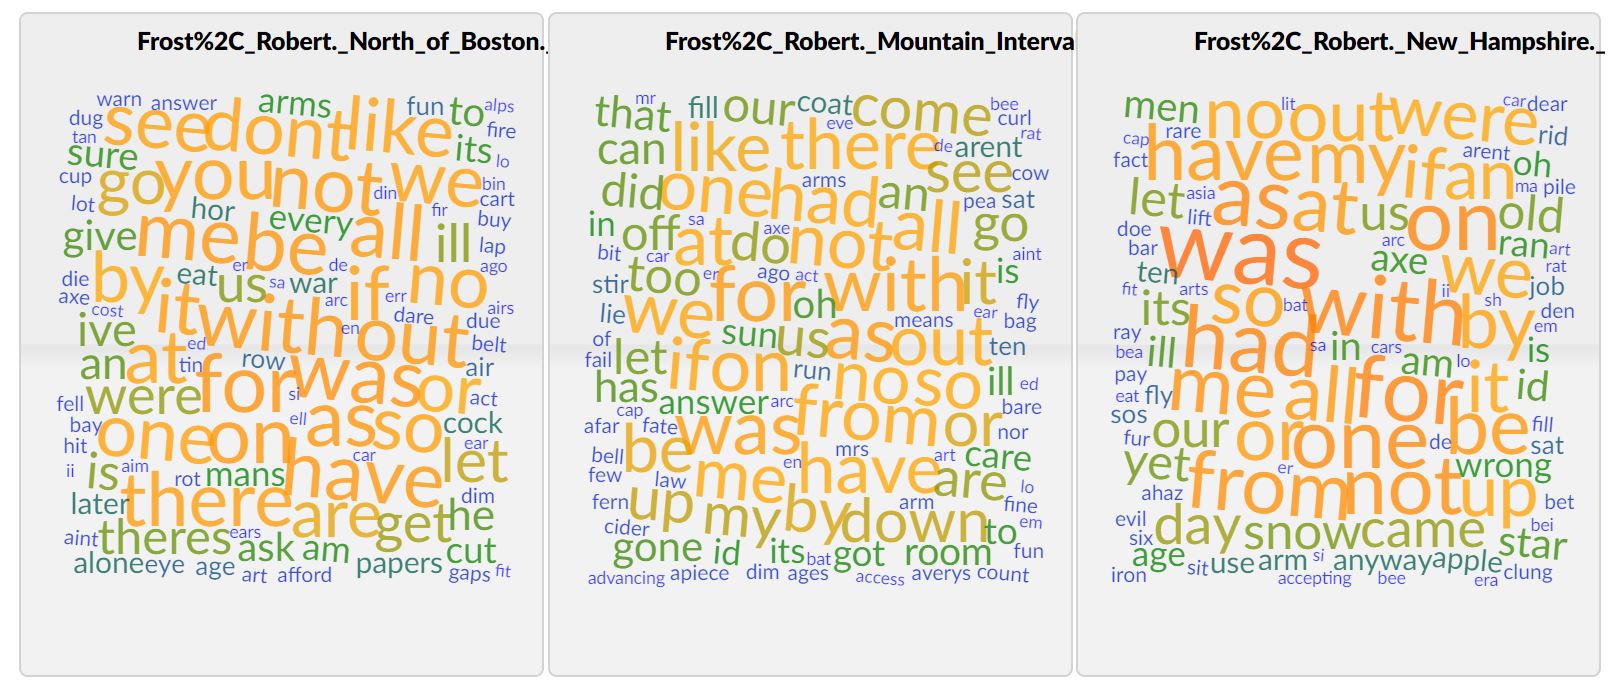 Frost%2C_Robert._North_of_Boston._
warn answer arms fun to alps
dug see dont like fire
tan sure its lo
cup go you not we bin
lot hor din cart
every fir buy
give me be all ill lap
die by eat er us sa de war if no ago
axe cost it arc err airs
ive with out en dare due
an at ed row belt
tin for was or air
fell were si act
bay one on ell as so cock
hit ear
ii is aim rot mans have car let
later there are get he dim
aint theres ears ask am cut
alone eye age art afford papers gaps fit
Frost%2C_Robert._Mountain_Interva
that mr fill our coat come bee
eve curl
can like there de arent rat
did one arms had an see cow
pea sat
in off sa at axe do not all go
bit car aint
too er ago act with it is
stir for oh fly
lie we sun us as means ear out bag
of ten
fail let if on run no so ill ed
has answer arc from bare
cap
afar fate was or nor
bell be mrs
few law me en have art care
fern up my by arm are lo
cider down fine em
gone id its bat got room to fun
advancing apiece dim ages access averys count
Frost%2C_Robert._New_Hampshire._
men no lit out were car dear
cap rare rid
fact have my if an arent oh
let asia as at us on ma pile
lift old
doe was arc ran art
bar axe we rat
ten job
fit arts so bat with ii sh
its by den
ray had em
bea ill sa in cars am lo is
pay me all for it id
eat fly
sos our or one be fill
fur de sat
yet from er not up wrong
ahaz bet
evil day snow came bei
six star
age sit use arm si anyway apple
iron accepting bee era clung